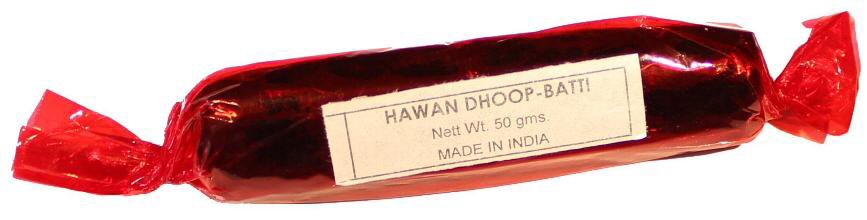 HAWAN DHOOP-BATTI
Nett Wt. 50 gms.
MADE IN INDIA